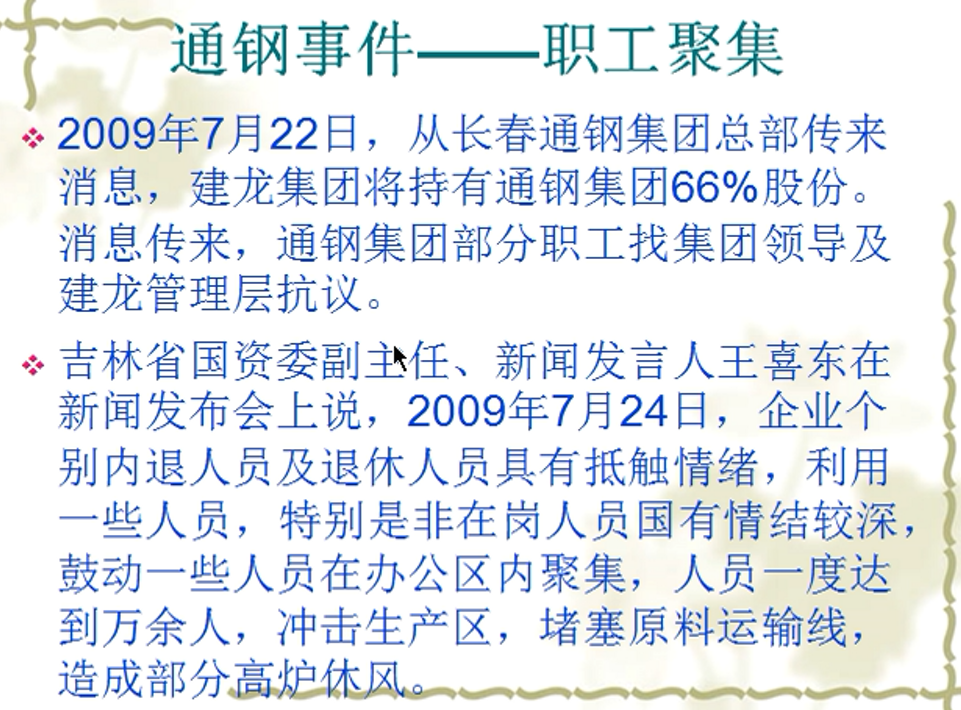 通钢事件——职工聚集
2009年7月22日，从长春通钢集团总部传来
消息，建龙集团将持有通钢集团66%股份。
消息传来，通钢集团部分职工找集团领导及
建龙管理层抗议。
吉林省国资委副主任、新闻发言人王喜东在
新闻发布会上说，2009年7月24日，企业个
别内退人员及退休人员具有抵触情绪，利用
一些人员，特别是非在岗人员国有情结较深，
鼓动一些人员在办公区内聚集，人员一度达
到万余人，冲击生产区，堵塞原料运输线，
造成部分高炉休风。